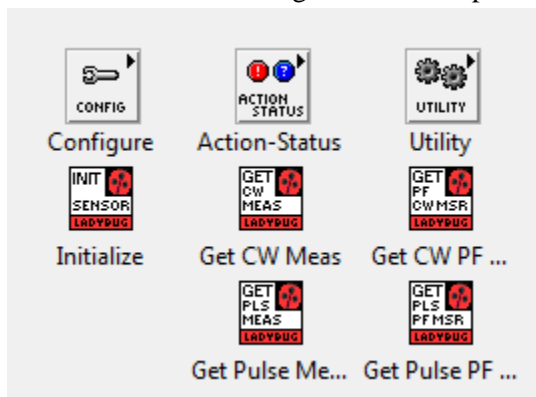 CONFIG
ACTION
STATUS
UTILITY
Configure
Action-Status
Utility
INIT
SENSOR
LADYBUG
GET
CW
MEAS
LADYBUG
GET
PF
CW MSR
LADYBUG
Initialize
Get CW Meas
Get CW PF ...
GET
PLS
MEAS
LADYBUG
GET
PLS
PF MSR
LADYBUG
Get Pulse Me...
Get Pulse PF ...